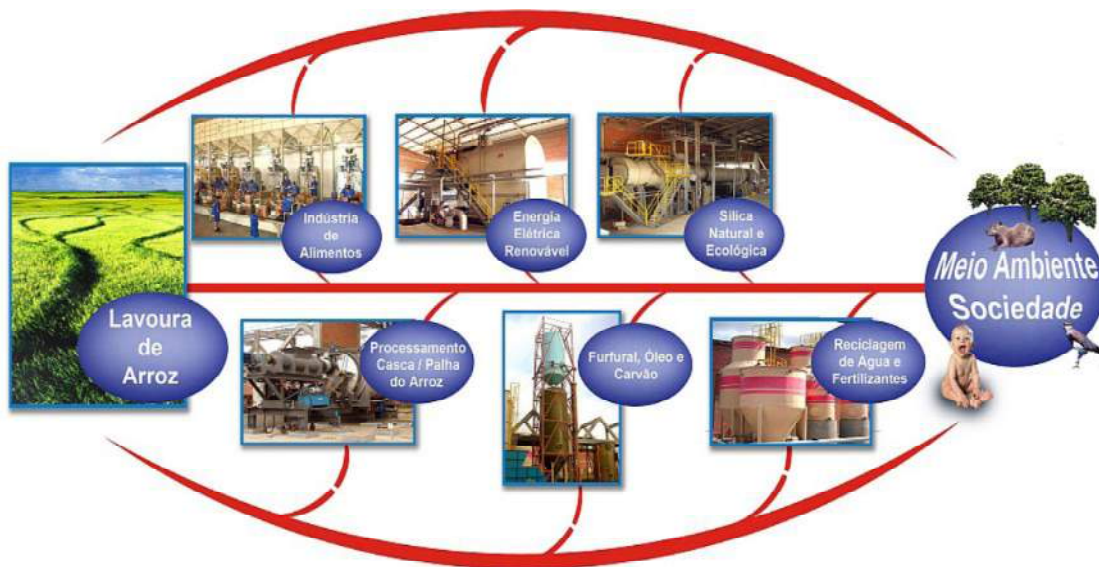 Indústria
de
Alimentos
Energia
Elétrica
Renovável
Sílica
Natural e
Ecológica
Lavoura
de
Arroz
Meio Ambiente
Sociedade
Processamento
Casca / Palha
do Arroz
Furfural, Óleo e
Carvão
Reciclagem
de Água e
Fertilizantes